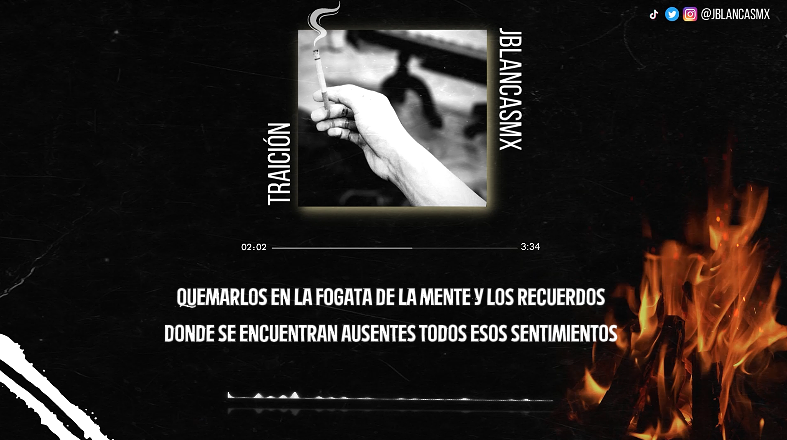 @JBLANCASMX
JBLANCASMX
TRAICIÓN
02:02
3:34
QUEMARLOS EN LA FOGATA DE LA MENTE Y LOS RECUERDOS
DONDE SE ENCUENTRAN AUSENTES TODOS ESOS SENTIMIENTOS